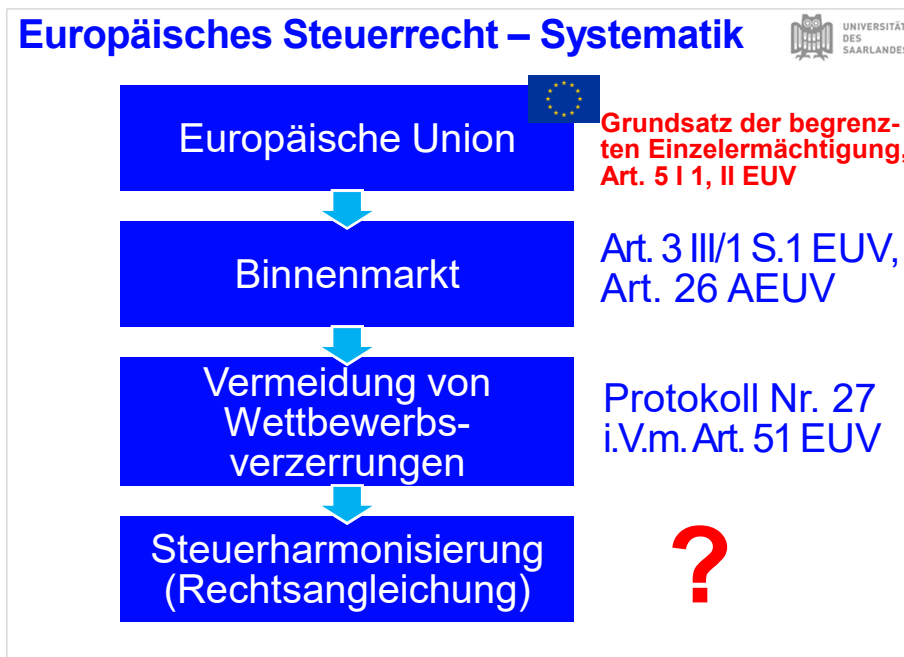 Europäisches Steuerrecht – Systematik
UNIVERSITÄT
DES
SAARLANDES
Europäische Union
Grundsatz der begrenz-
ten Einzelermächtigung,
Art. 5 I 1, II EUV
Binnenmarkt
Art. 3 III/1 S.1 EUV,
Art. 26 AEUV
Vermeidung von
Wettbewerbs-
verzerrungen
Protokoll Nr. 27
i.V.m. Art. 51 EUV
Steuerharmonisierung
(Rechtsangleichung)
?